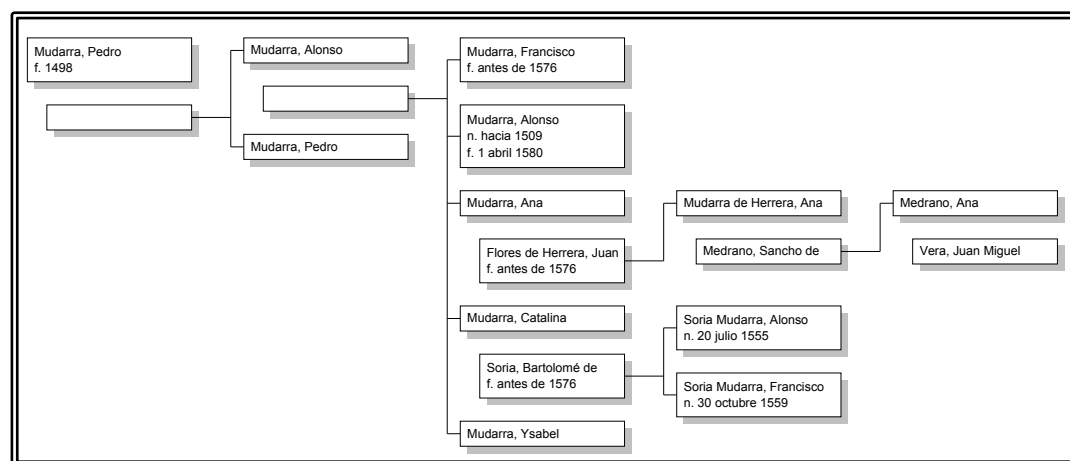 Mudarra, Pedro
f. 1498
Mudarra, Alonso
Mudarra, Pedro
Mudarra, Francisco
f. antes de 1576
Mudarra, Alonso
n. hacia 1509
f. 1 abril 1580
Mudarra, Ana
Flores de Herrera, Juan
f. antes de 1576
Mudarra, Catalina
Soria, Bartolomé de
f. antes de 1576
Mudarra, Ysabel
Mudarra de Herrera, Ana
Medrano, Sancho de
Soria Mudarra, Alonso
n. 20 julio 1555
Soria Mudarra, Francisco
n. 30 octubre 1559
Medrano, Ana
Vera, Juan Miguel